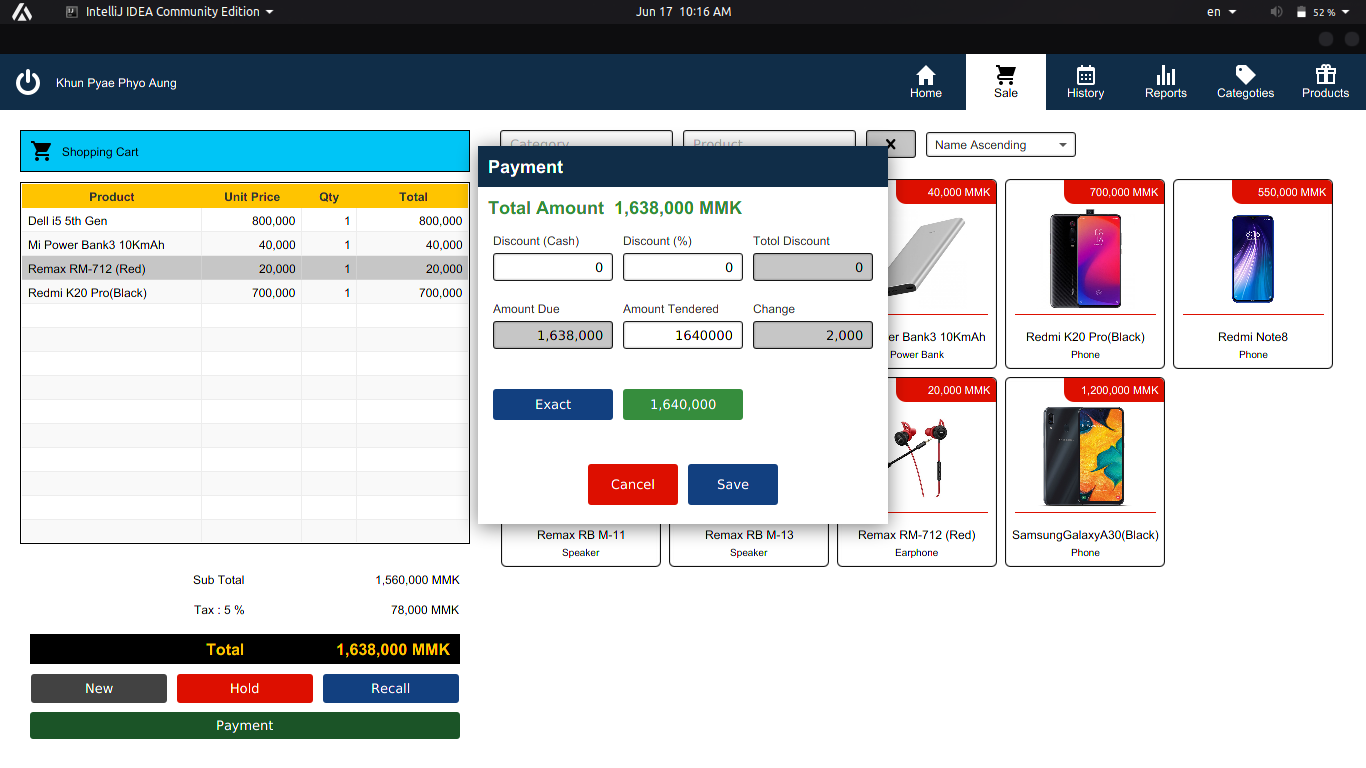 IntelliJ IDEA Community Edition
Jun 17 10:16 AM
en
52 %
Khun Pyae Phyo Aung
Home
Sale
History
Reports
Categoties
Products
Shopping Cart
Category
Product
X
Name Ascending
Product Unit Price Qty Total
Dell i5 5th Gen 800,000 1 800,000
Mi Power Bank3 10KmAh 40,000 1 40,000
Remax RM-712 (Red) 20,000 1 20,000
Redmi K20 Pro(Black) 700,000 1 700,000
Sub Total 1,560,000 MMK
Tax : 5 % 78,000 MMK
Total 1,638,000 MMK
New
Hold
Recall
Payment
Payment
Total Amount 1,638,000 MMK
Discount (Cash) Discount (%) Totol Discount
0 0 0
Amount Due Amount Tendered Change
1,638,000 1640000 2,000
Exact
1,640,000
Cancel
Save
40,000 MMK
er Bank3 10KmAh
Power Bank
700,000 MMK
Redmi K20 Pro(Black)
Phone
550,000 MMK
Redmi Note8
Phone
Remax RB M-11
Speaker
Remax RB M-13
Speaker
20,000 MMK
Remax RM-712 (Red)
Earphone
1,200,000 MMK
SamsungGalaxyA30(Black)
Phone